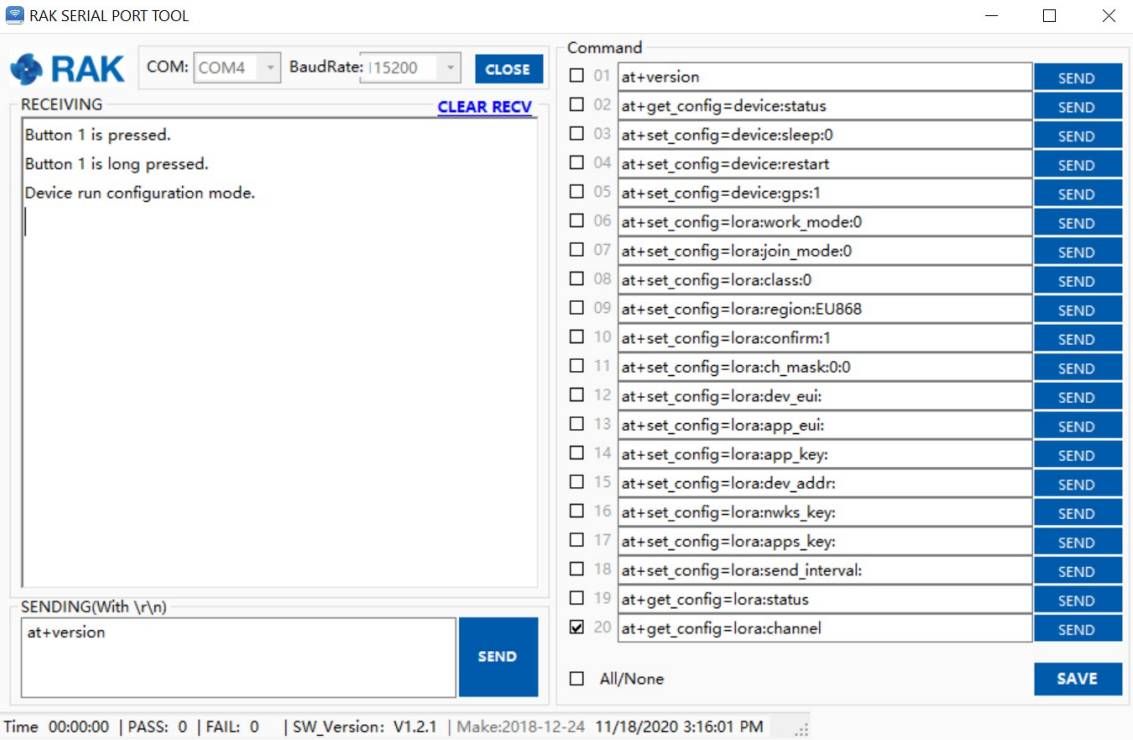 RAK SERIAL PORT TOOL
RAK COM: COM4 BaudRate: 115200 CLOSE
RECEIVING CLEAR RECV
Button 1 is pressed.
Button 1 is long pressed.
Device run configuration mode.
SENDING(With \r\n)
at+version
SEND
Command
01 at+version SEND
02 at+get_config=device:status SEND
03 at+set_config=device:sleep:0 SEND
04 at+set_config=device:restart SEND
05 at+set_config=device:gps:1 SEND
06 at+set_config=lora:work_mode:0 SEND
07 at+set_config=lora:join_mode:0 SEND
08 at+set_config=lora:class:0 SEND
09 at+set_config=lora:region:EU868 SEND
10 at+set_config=lora:confirm:1 SEND
11 at+set_config=lora:ch_mask:0:0 SEND
12 at+set_config=lora:dev_eui: SEND
13 at+set_config=lora:app_eui: SEND
14 at+set_config=lora:app_key: SEND
15 at+set_config=lora:dev_addr: SEND
16 at+set_config=lora:nwks_key: SEND
17 at+set_config=lora:apps_key: SEND
18 at+set_config=lora:send_interval: SEND
19 at+get_config=lora:status SEND
20 at+get_config=lora:channel SEND
All/None SAVE
Time 00:00:00 | PASS: 0 | FAIL: 0 | SW_Version: V1.2.1 | Make:2018-12-24 11/18/2020 3:16:01 PM